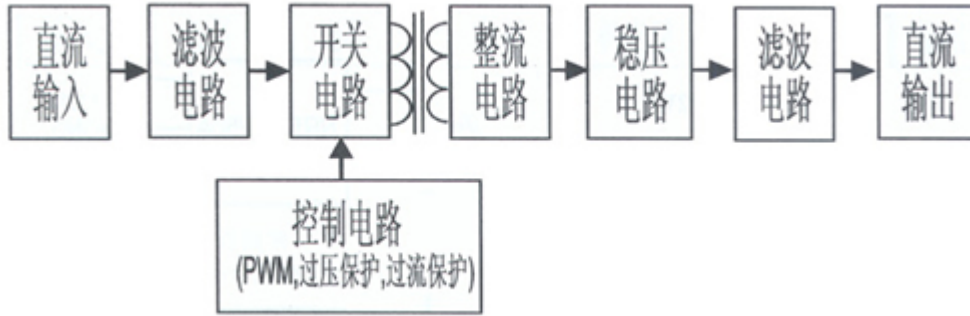 直流
输入
滤波
电路
开关
电路
整流
电路
稳压
电路
滤波
电路
直流
输出
控制电路
(PWM,过压保护,过流保护)